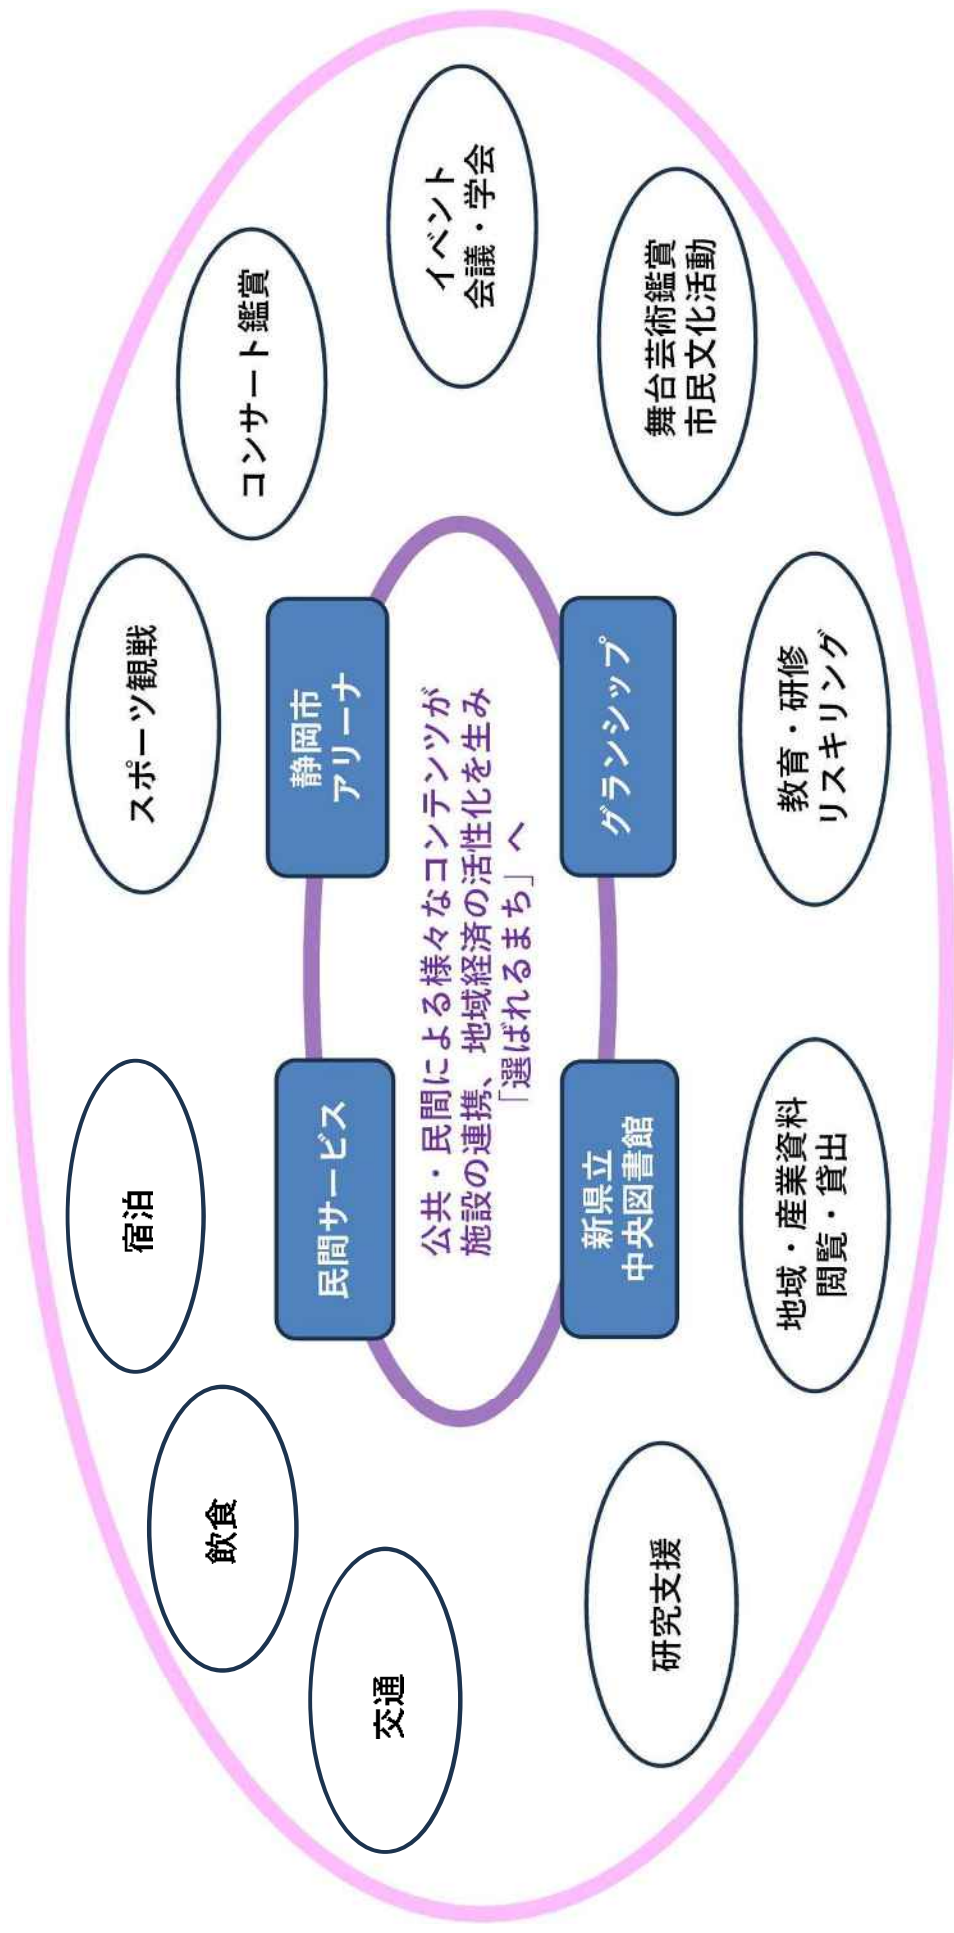 宿泊
スポーツ観戦
飲食
コンサート鑑賞
交通
民間サービス
静岡市
アリーナ
イベント
会議・学会
公共・民間による様々なコンテンツが
施設の連携、地域経済の活性化を生み
「選ばれるまち」へ
新県立
中央図書館
グランシップ
研究支援
舞台芸術鑑賞
市民文化活動
地域・産業資料
閲覧・貸出
教育・研修
リスキリング